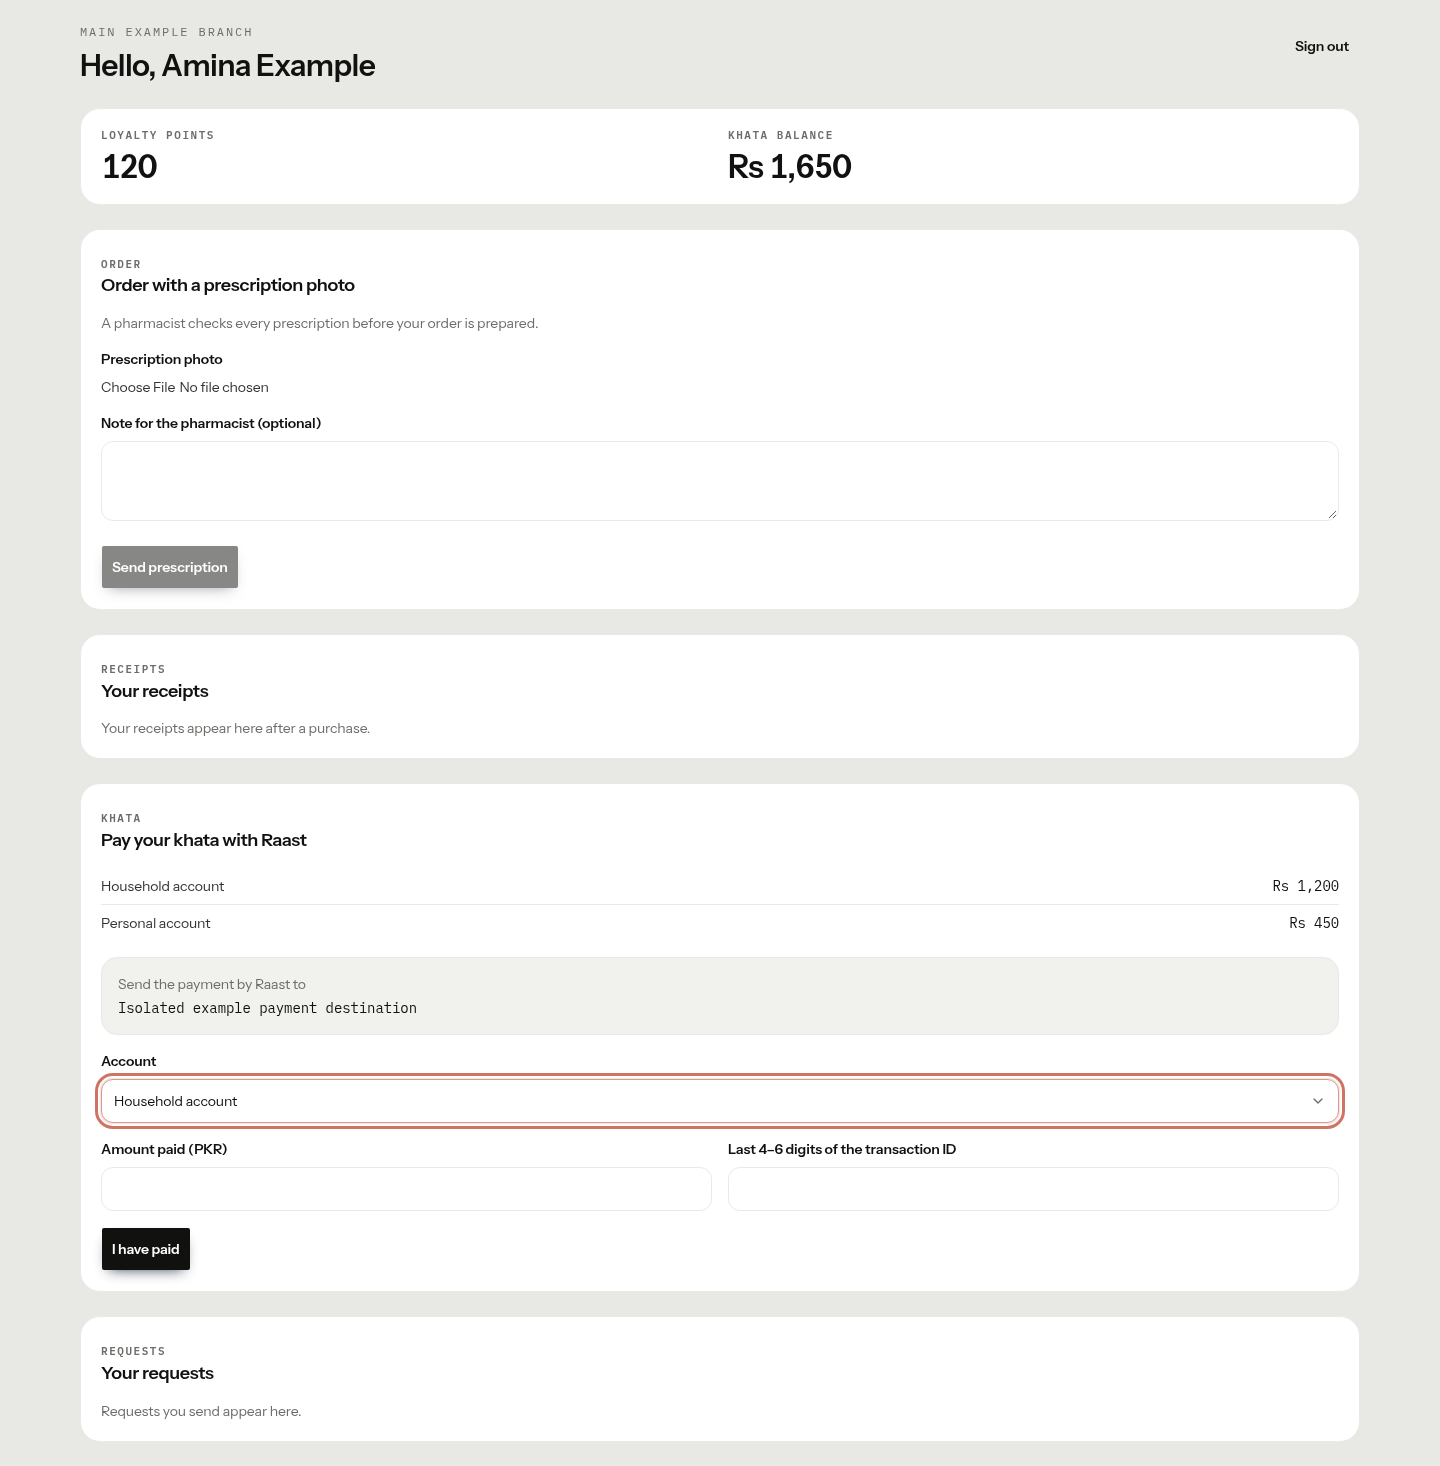 MAIN EXAMPLE BRANCH
Hello, Amina Example
Sign out
LOYALTY POINTS
120
KHATA BALANCE
Rs 1,650
ORDER
Order with a prescription photo
A pharmacist checks every prescription before your order is prepared.
Prescription photo
Choose File No file chosen
Note for the pharmacist (optional)
Send prescription
RECEIPTS
Your receipts
Your receipts appear here after a purchase.
KHATA
Pay your khata with Raast
Household account Rs 1,200
Personal account Rs 450
Send the payment by Raast to
Isolated example payment destination
Account
Household account
Amount paid (PKR)
Last 4–6 digits of the transaction ID
I have paid
REQUESTS
Your requests
Requests you send appear here.